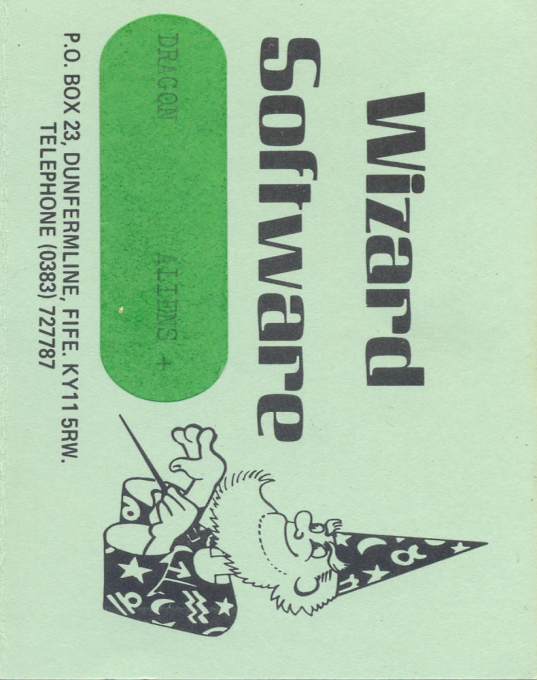 Wizard
Software
DRAGON ALIENS +
P.O. BOX 23, DUNFERMLINE, FIFE. KY11 5RW.
TELEPHONE (0383) 727787